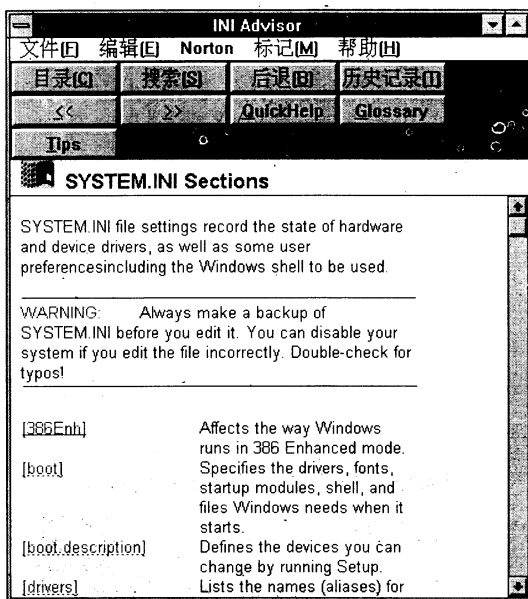 INI Advisor
文件(F) 编辑(E) Norton 标记(M) 帮助(H)
目录(C) 搜索(S) 后退(B) 历史记录(T)
<< >> QuickHelp Glossary
Tips
SYSTEM.INI Sections
SYSTEM.INI file settings record the state of hardware
and device drivers, as well as some user
preferencesincluding the Windows shell to be used.
WARNING: Always make a backup of
SYSTEM.INI before you edit it. You can disable your
system if you edit the file incorrectly. Double-check for
typos!
[386Enh] Affects the way Windows
runs in 386 Enhanced mode.
[boot] Specifies the drivers, fonts,
startup modules, shell, and
files Windows needs when it
starts.
[boot.description] Defines the devices you can
change by running Setup.
[drivers] Lists the names (aliases) for